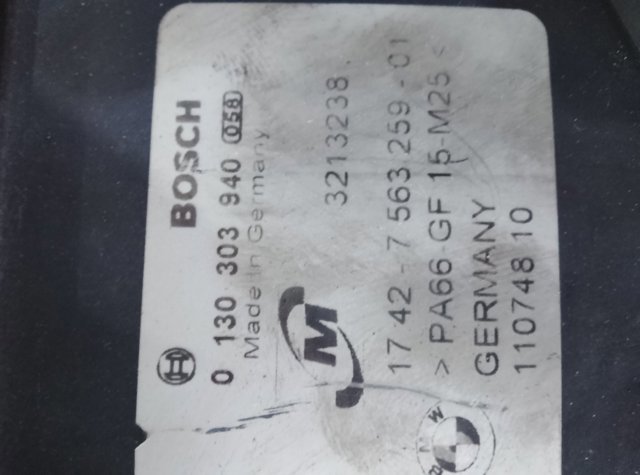 BOSCH
0 130 303 940 058
Made in Germany
M
3213238.
17 42 - 7 563 259 - 01
> PA66-GF 15-M25 <
GERMANY
110748 10